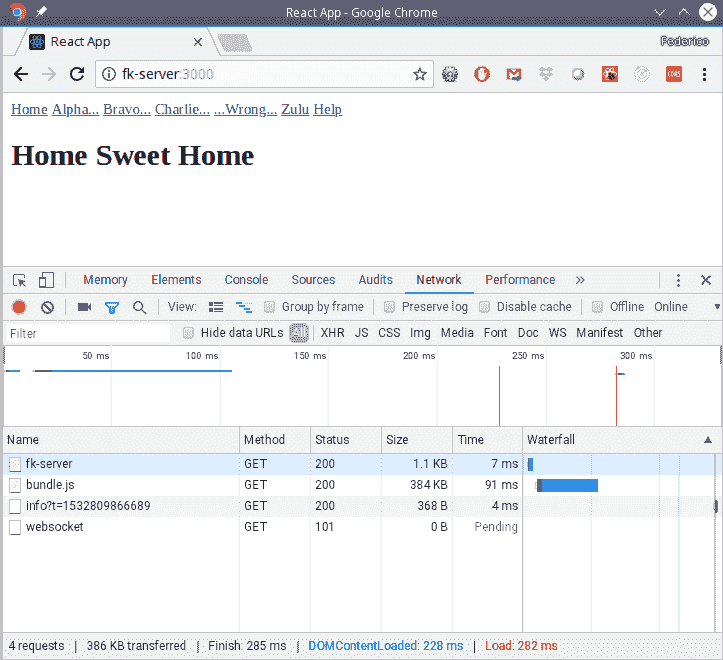 React App - Google Chrome
React App
Federico
fk-server:3000
CORS
Home Alpha... Bravo... Charlie... ...Wrong... Zulu Help
Home Sweet Home
Memory Elements Console Sources Audits Network Performance »
View: Group by frame Preserve log Disable cache Offline Online
Filter Hide data URLs All XHR JS CSS Img Media Font Doc WS Manifest Other
50 ms 100 ms 150 ms 200 ms 250 ms 300 ms
Name Method Status Size Time Waterfall
fk-server GET 200 1.1 KB 7 ms
bundle.js GET 200 384 KB 91 ms
info?t=1532809866689 GET 200 368 B 4 ms
websocket GET 101 0 B Pending
4 requests | 386 KB transferred | Finish: 285 ms | DOMContentLoaded: 228 ms | Load: 282 ms